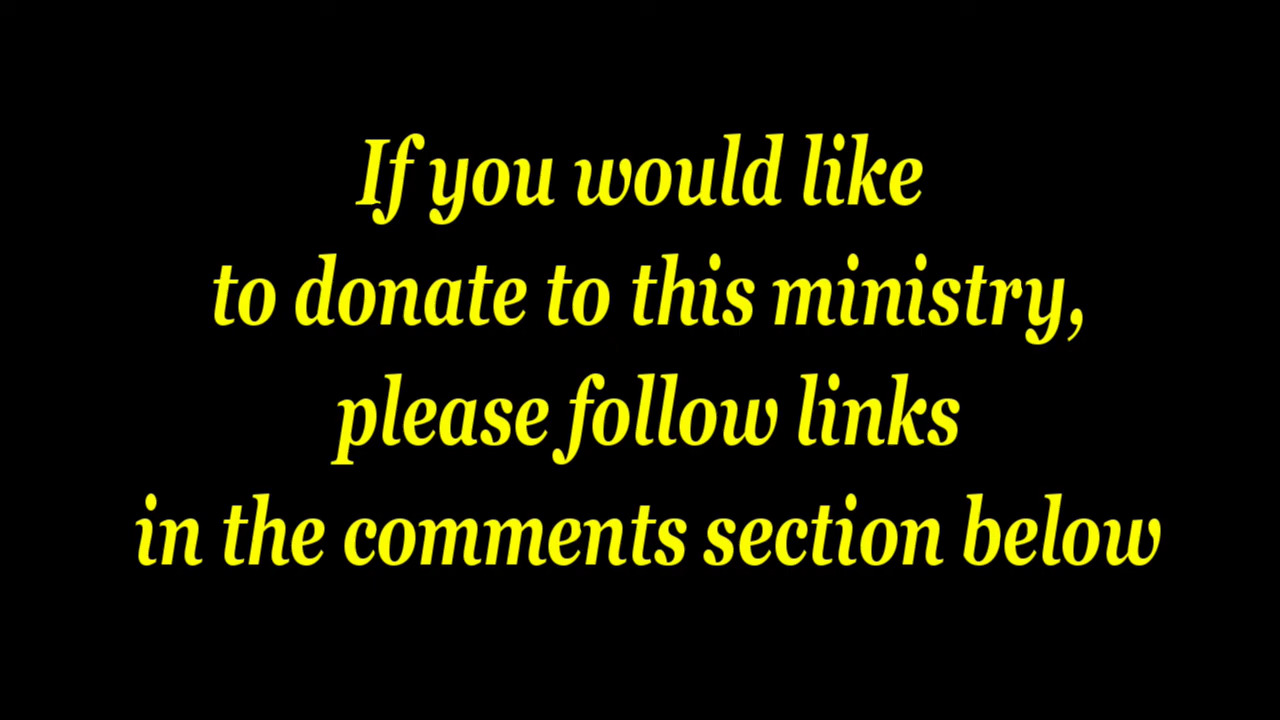 If you would like
to donate to this ministry,
please follow links
in the comments section below